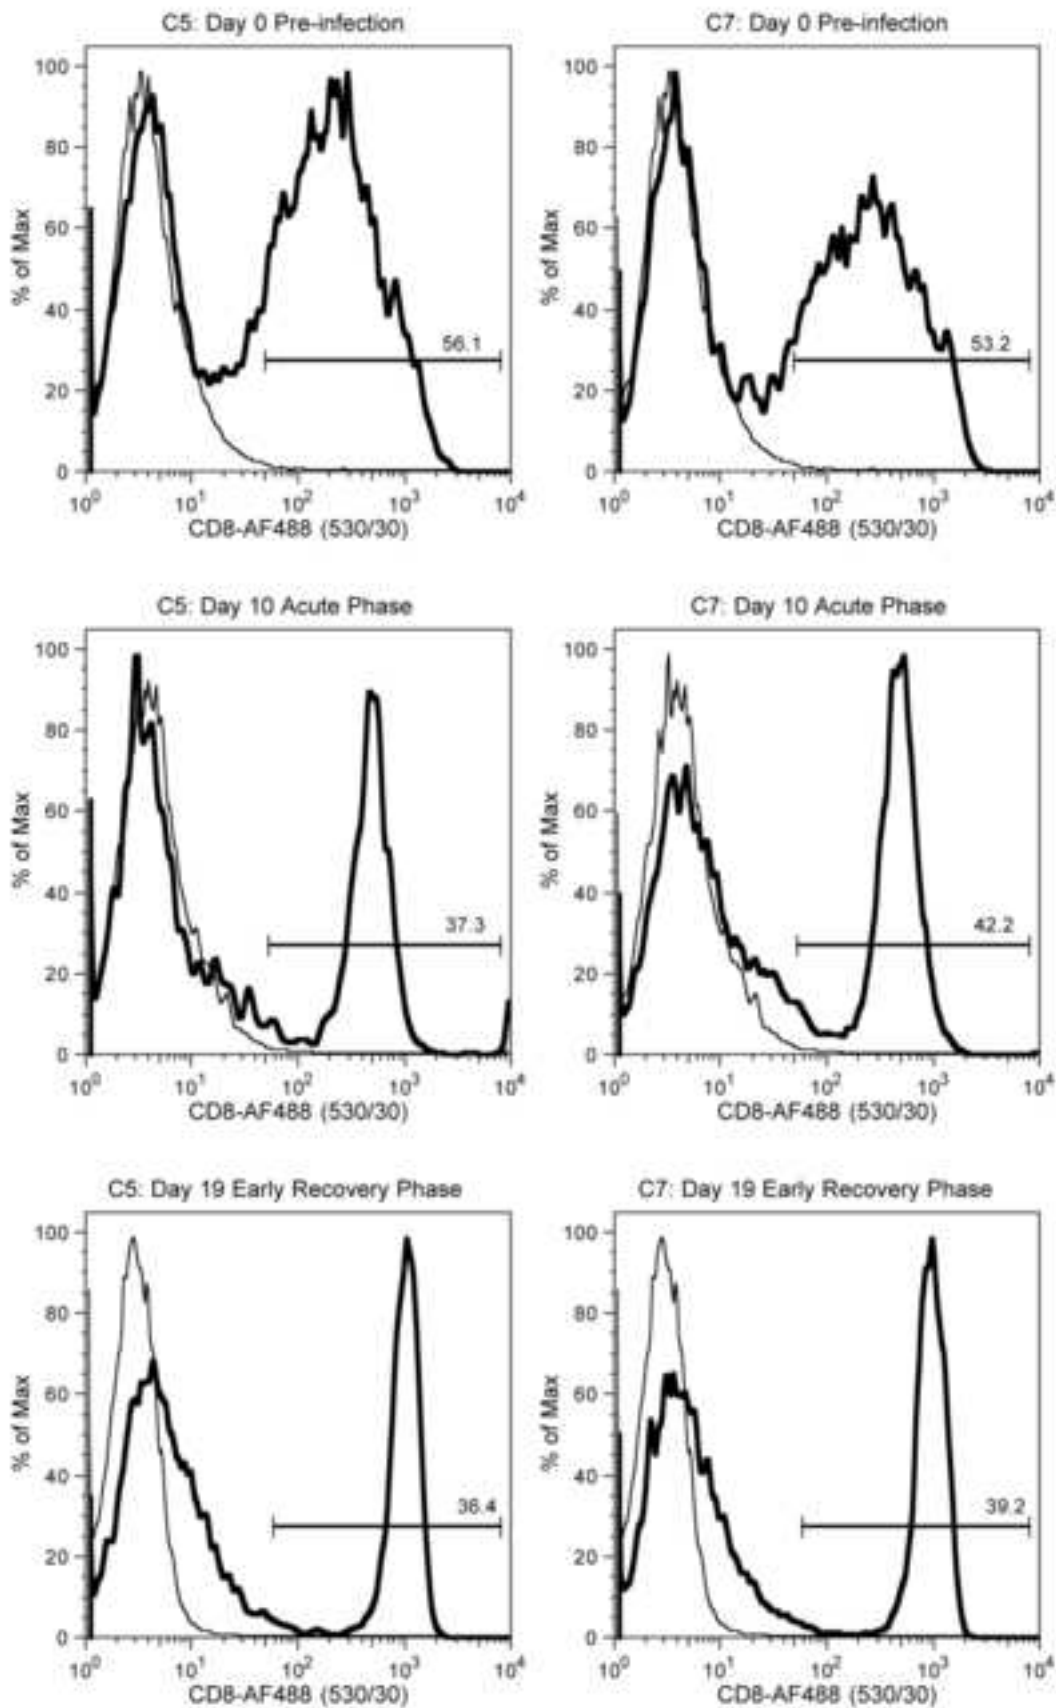 C5: Day 0 Pre-infection
100
80
60
40
20
0
% of Max
56.1
10^0 10^1 10^2 10^3 10^4
CD8-AF488 (530/30)
C7: Day 0 Pre-infection
100
80
60
40
20
0
% of Max
53.2
10^0 10^1 10^2 10^3 10^4
CD8-AF488 (530/30)
C5: Day 10 Acute Phase
100
80
60
40
20
0
% of Max
37.3
10^0 10^1 10^2 10^3 10^4
CD8-AF488 (530/30)
C7: Day 10 Acute Phase
100
80
60
40
20
0
% of Max
42.2
10^0 10^1 10^2 10^3 10^4
CD8-AF488 (530/30)
C5: Day 19 Early Recovery Phase
100
80
60
40
20
0
% of Max
36.4
10^0 10^1 10^2 10^3 10^4
CD8-AF488 (530/30)
C7: Day 19 Early Recovery Phase
100
80
60
40
20
0
% of Max
39.2
10^0 10^1 10^2 10^3 10^4
CD8-AF488 (530/30)